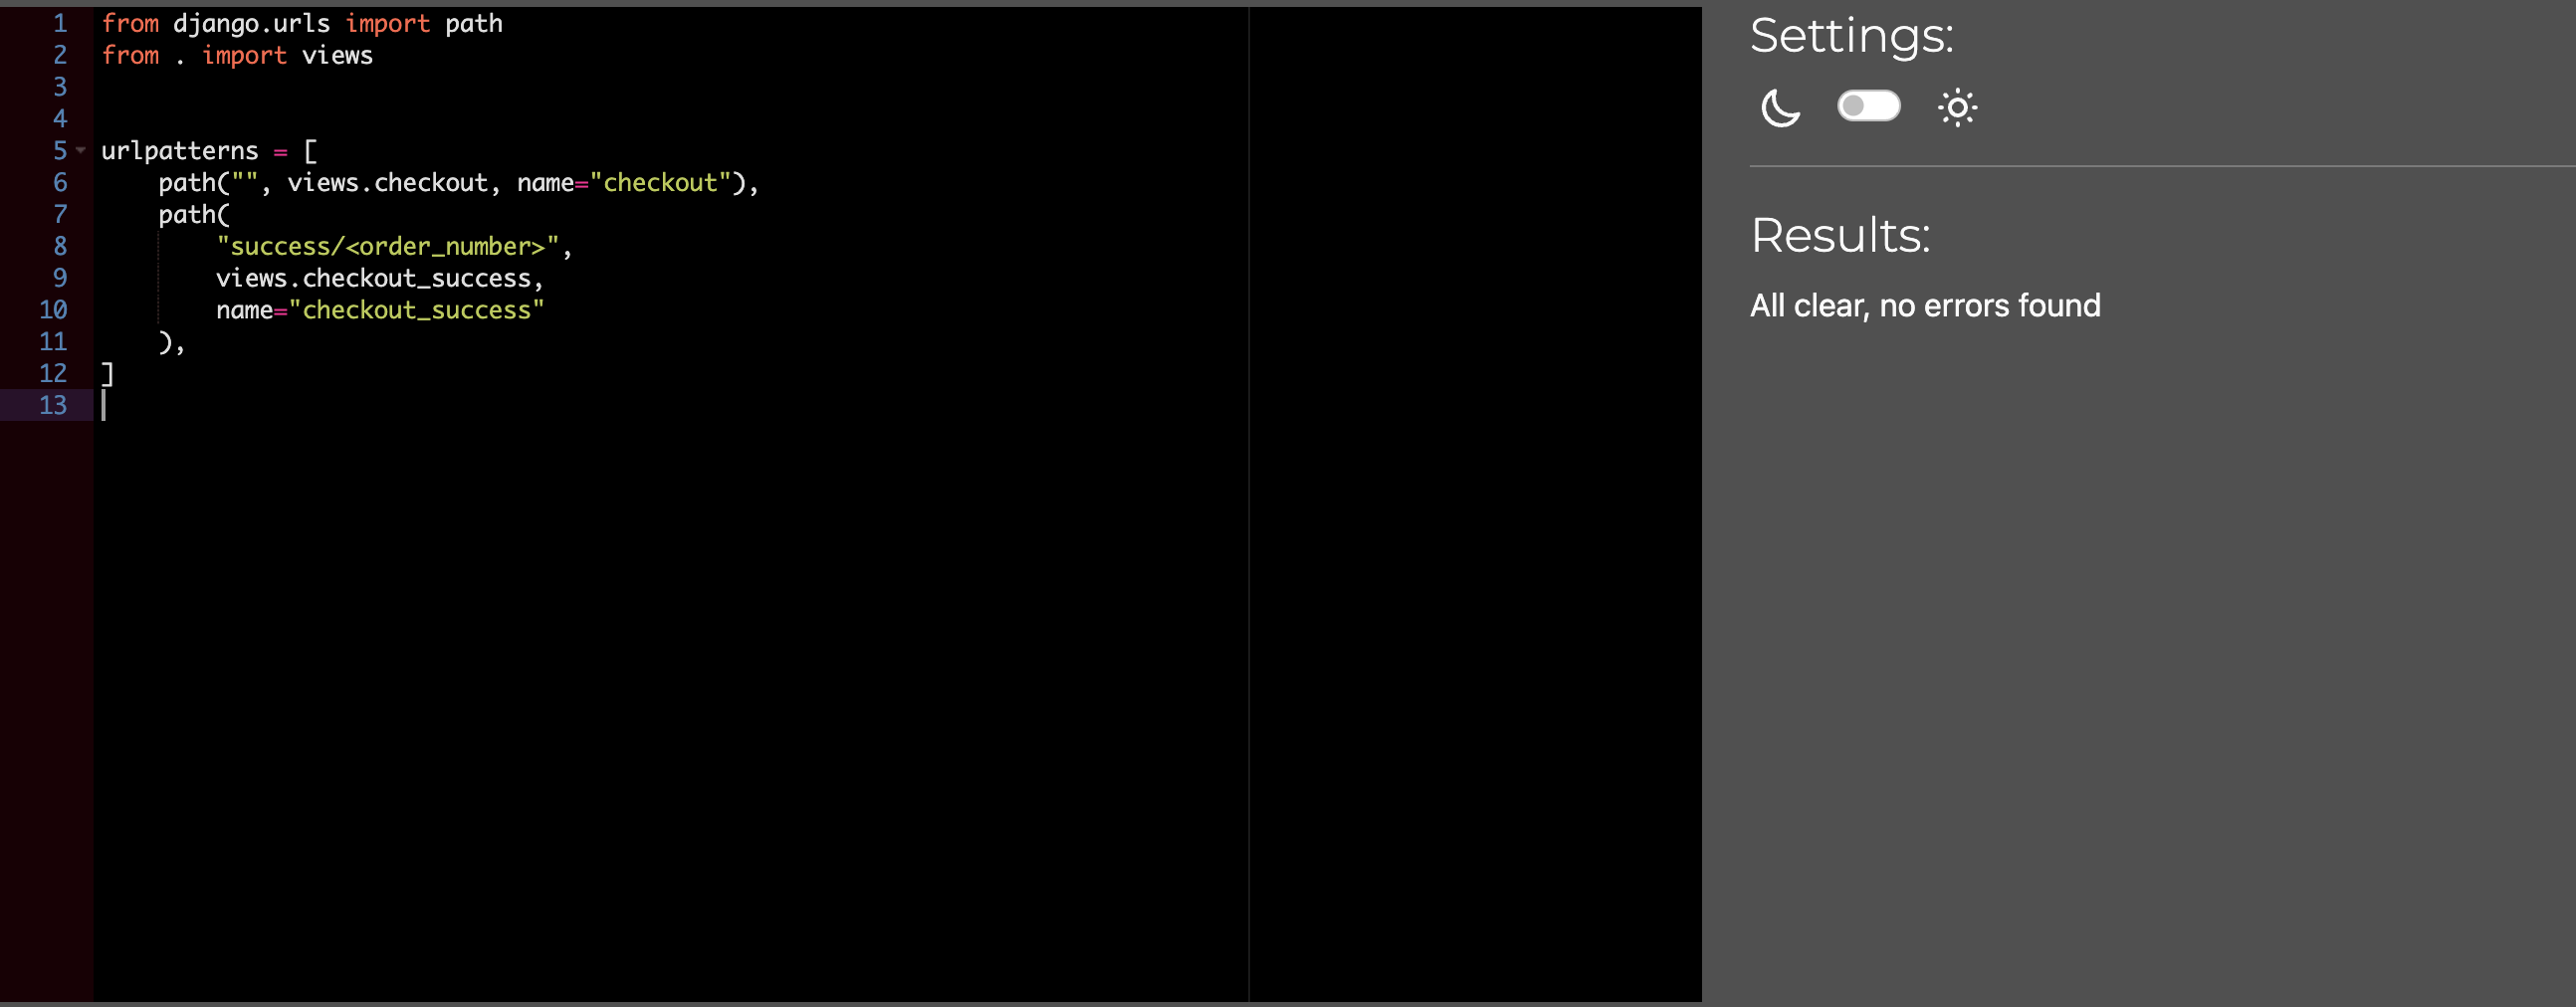 1 from django.urls import path
2 from . import views
3
4
5 urlpatterns = [
6     path("", views.checkout, name="checkout"),
7     path(
8         "success/<order_number>",
9         views.checkout_success,
10         name="checkout_success"
11     ),
12 ]
13
Settings:
Results:
All clear, no errors found